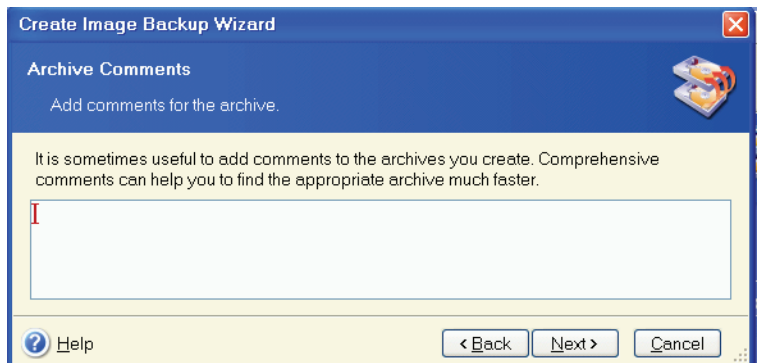 Create Image Backup Wizard
Archive Comments
Add comments for the archive.
It is sometimes useful to add comments to the archives you create. Comprehensive
comments can help you to find the appropriate archive much faster.
Help
< Back Next > Cancel